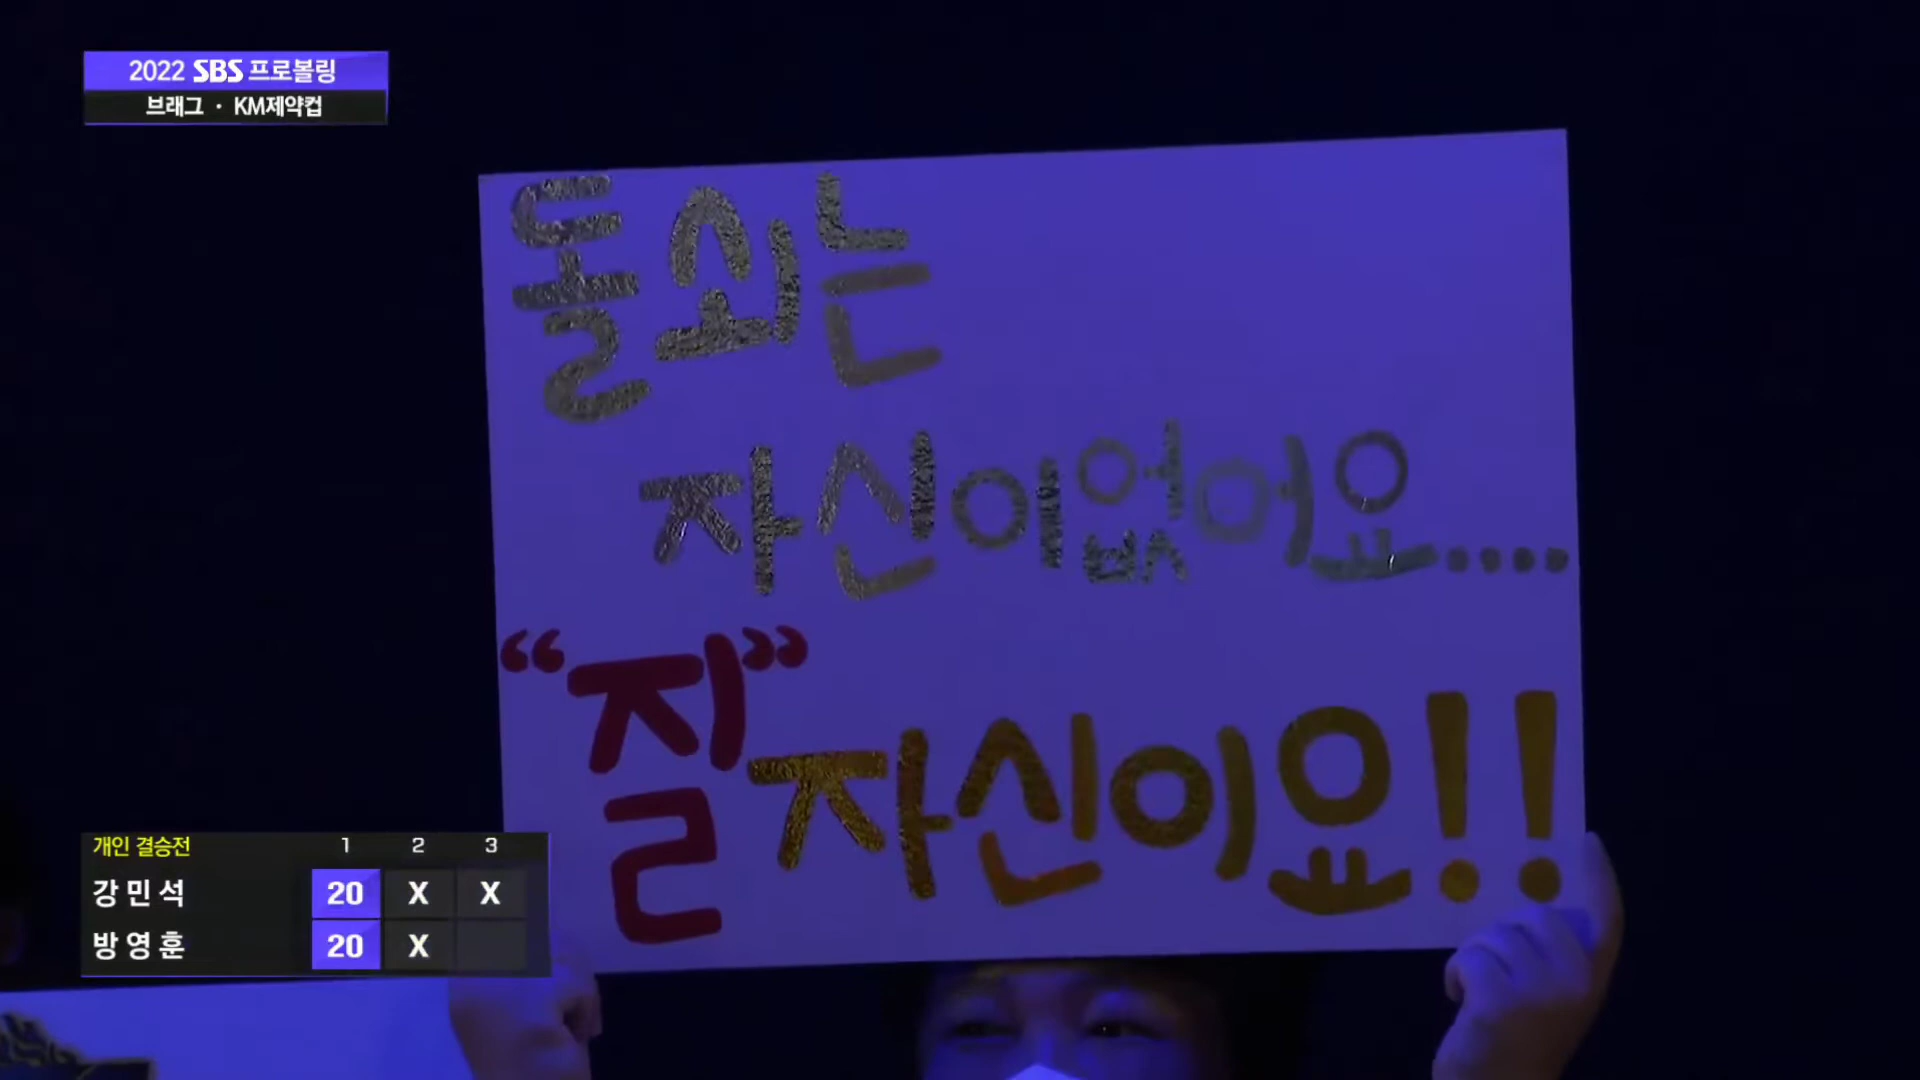 2022 SBS 프로볼링
브래그 · KM제약컵
돌쇠는
자신이없어요....
“질”자신이요!!
개인 결승전 1 2 3
강민석 20 X X
방영훈 20 X